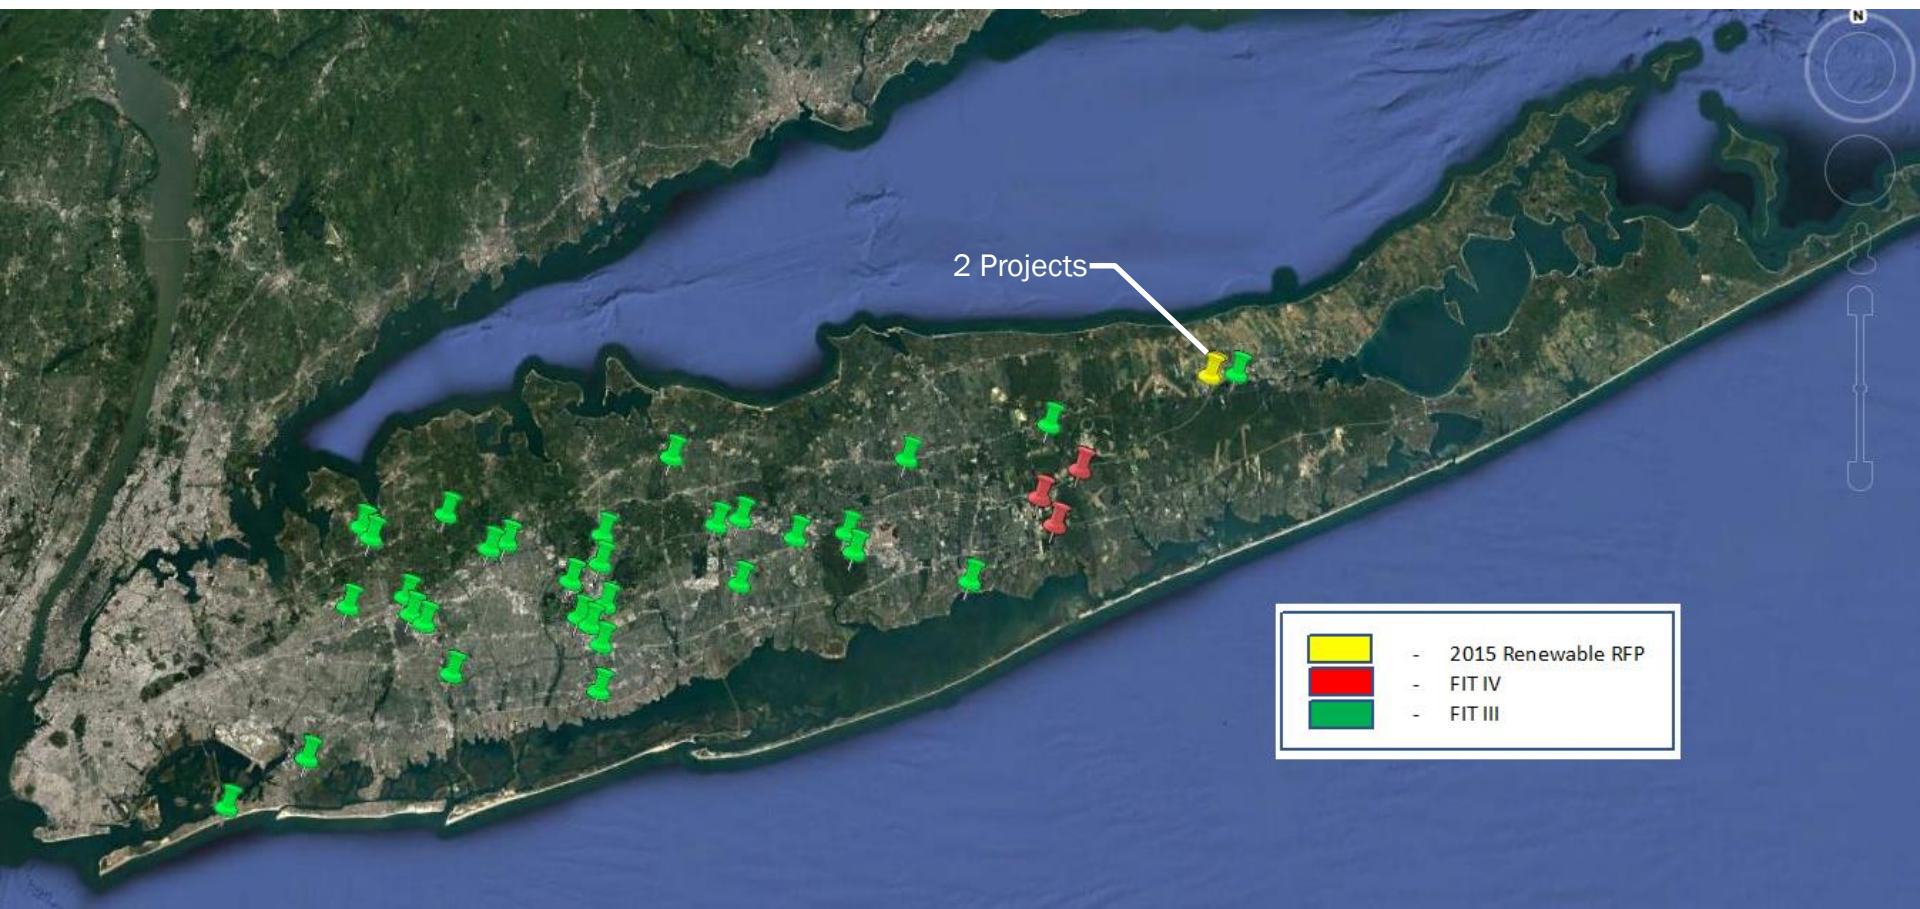 N
2 Projects
- 2015 Renewable RFP
- FIT IV
- FIT III